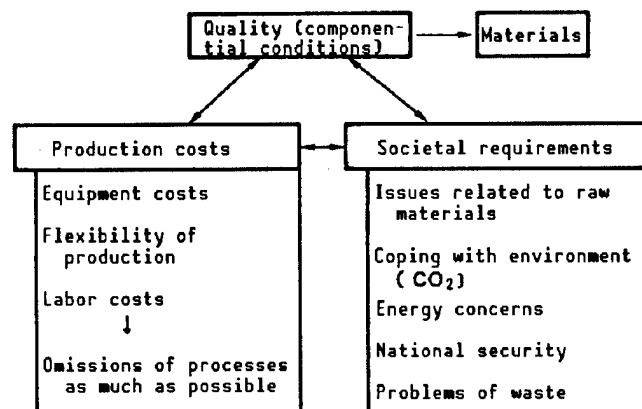 Quality (componen-
tial conditions)
Materials
Production costs
Equipment costs
Flexibility of
production
Labor costs
↓
Omissions of processes
as much as possible
Societal requirements
Issues related to raw
materials
Coping with environment
( CO₂)
Energy concerns
National security
Problems of waste